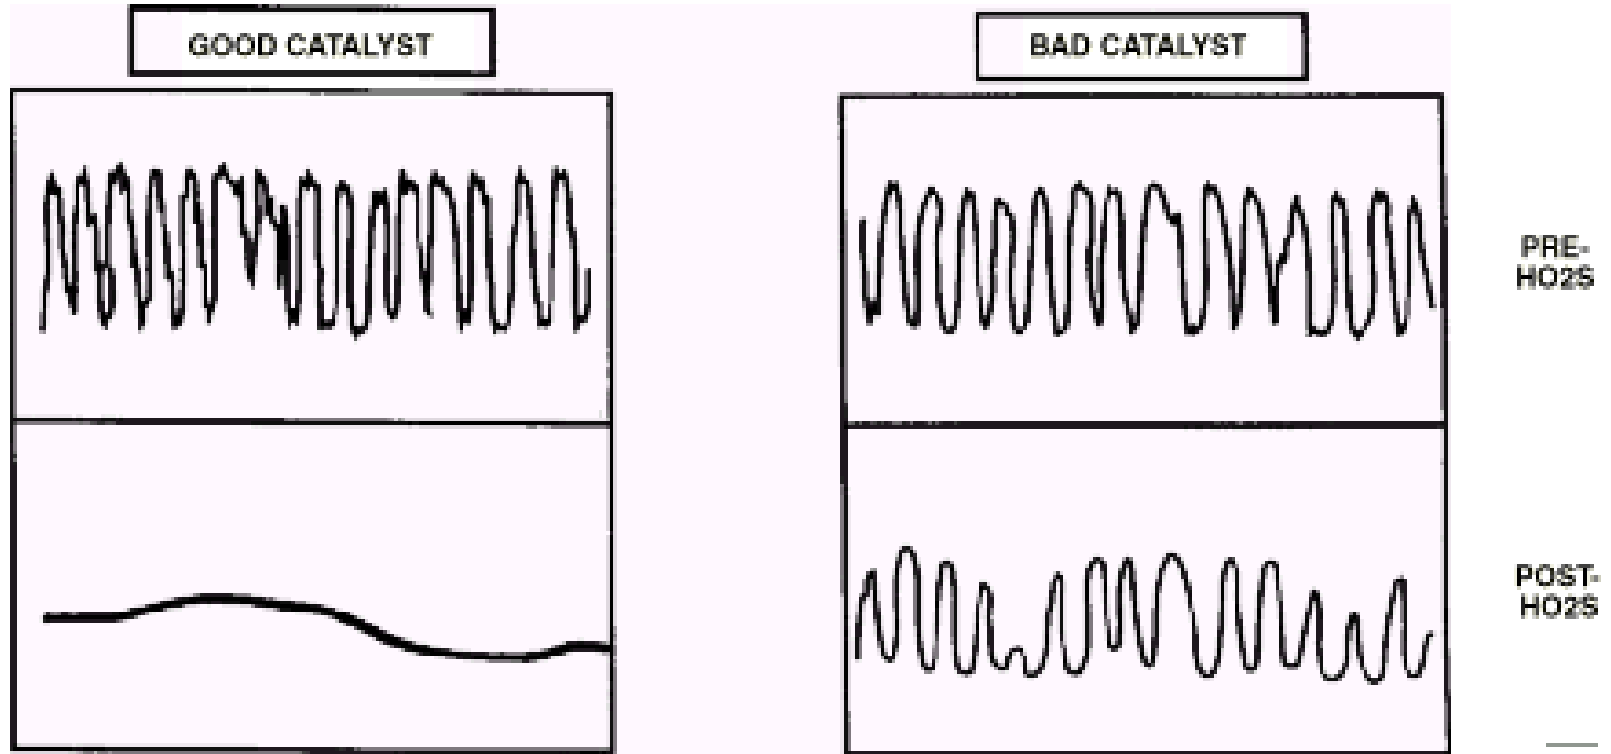 GOOD CATALYST
BAD CATALYST
PRE-
HO2S
POST-
HO2S